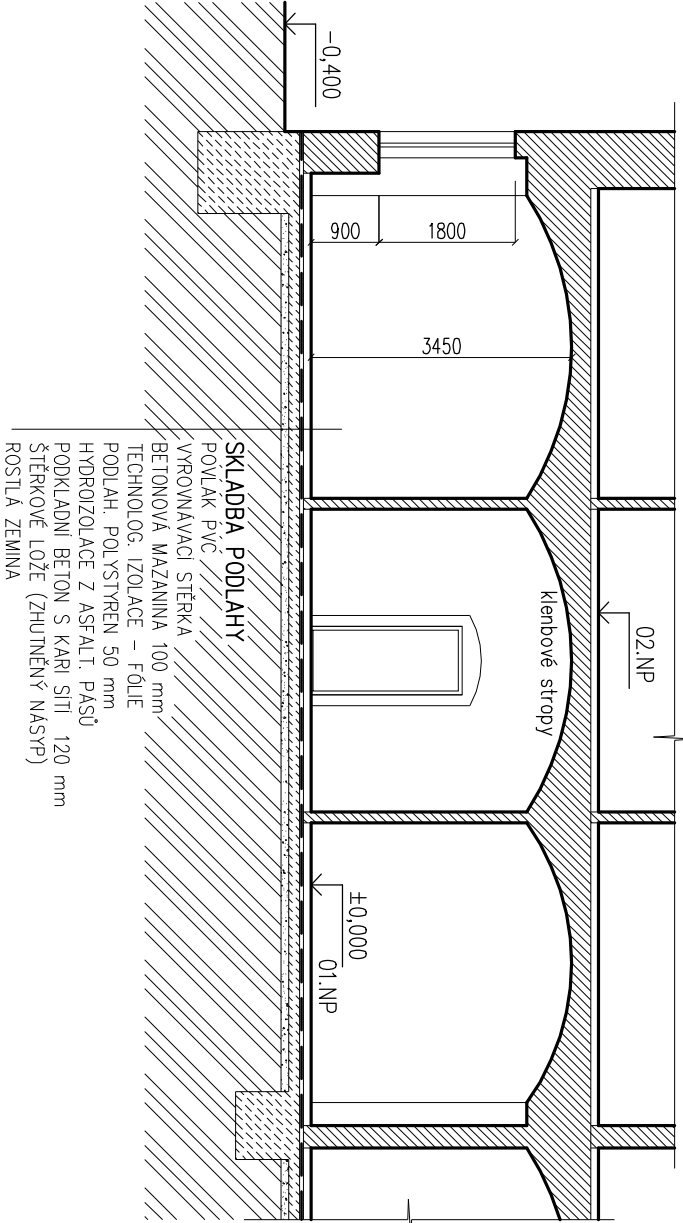 -0,400
900
1800
3450
02.NP
klenbové stropy
±0,000
01.NP
SKLADBA PODLAHY
POVLAK PVC
VYROVNÁVACÍ STĚRKA
BETONOVÁ MAZANINA 100 mm
TECHNOLOG. IZOLACE - FÓLIE
PODLAH. POLYSTYREN 50 mm
HYDROIZOLACE Z ASFALT. PÁSŮ
PODKLADNÍ BETON S KARI SÍTÍ 120 mm
ŠTĚRKOVÉ LOŽE (ZHUTNĚNÝ NÁSYP)
ROSTLÁ ZEMINA